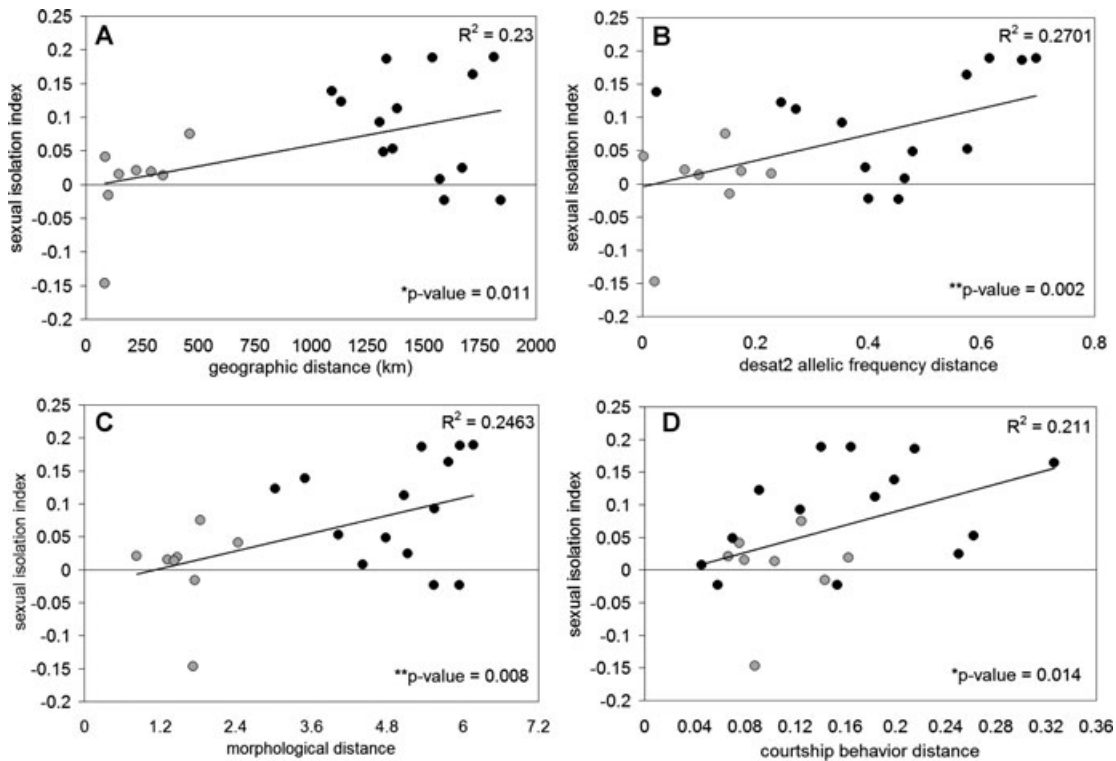 A
R² = 0.23
sexual isolation index
0.25
0.2
0.15
0.1
0.05
0
-0.05
-0.1
-0.15
-0.2
*p-value = 0.011
0 250 500 750 1000 1250 1500 1750 2000
geographic distance (km)
B
R² = 0.2701
sexual isolation index
0.25
0.2
0.15
0.1
0.05
0
-0.05
-0.1
-0.15
-0.2
**p-value = 0.002
0 0.2 0.4 0.6 0.8
desat2 allelic frequency distance
C
R² = 0.2463
sexual isolation index
0.25
0.2
0.15
0.1
0.05
0
-0.05
-0.1
-0.15
-0.2
**p-value = 0.008
0 1.2 2.4 3.6 4.8 6 7.2
morphological distance
D
R² = 0.211
sexual isolation index
0.25
0.2
0.15
0.1
0.05
0
-0.05
-0.1
-0.15
-0.2
*p-value = 0.014
0 0.04 0.08 0.12 0.16 0.2 0.24 0.28 0.32 0.36
courtship behavior distance